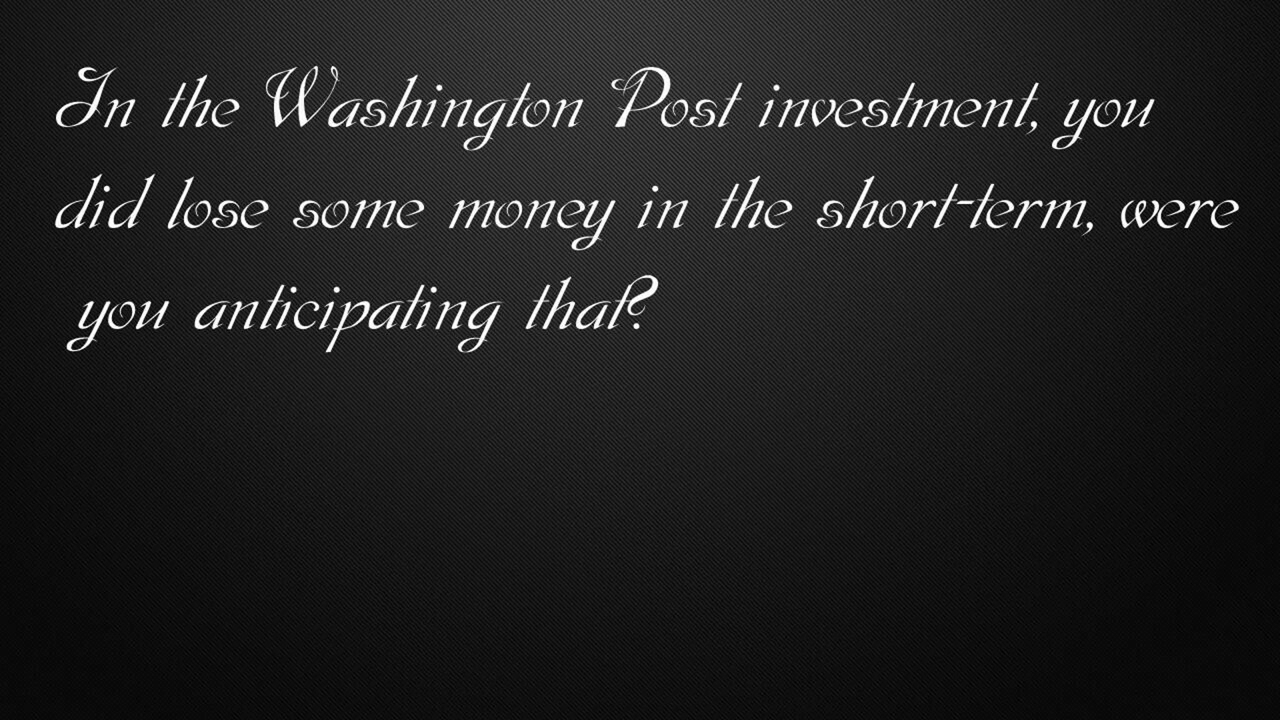 In the Washington Post investment, you
did lose some money in the short-term, were
you anticipating that?